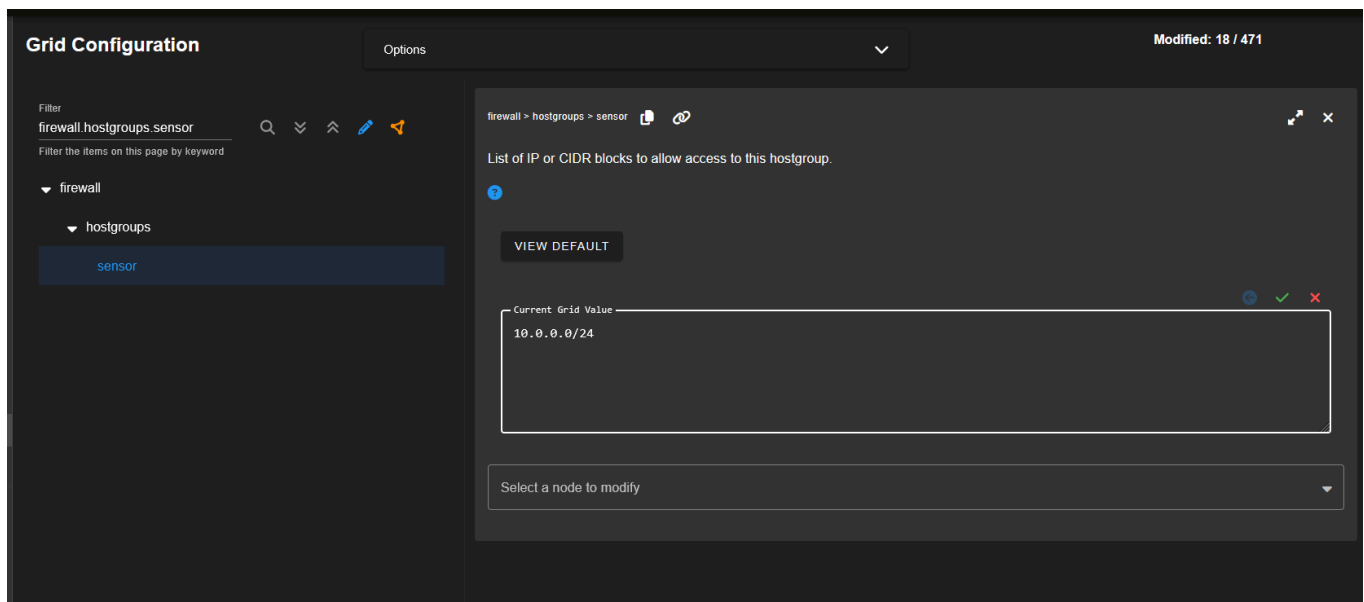 Grid Configuration
Options
Modified: 18 / 471
Filter
firewall.hostgroups.sensor
Filter the items on this page by keyword
firewall
hostgroups
sensor
firewall > hostgroups > sensor
List of IP or CIDR blocks to allow access to this hostgroup.
?
VIEW DEFAULT
Current Grid Value
10.0.0.0/24
Select a node to modify